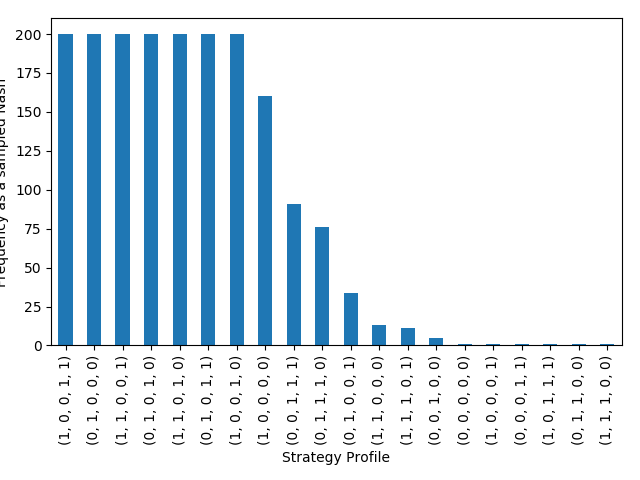 200
175
150
125
100
75
50
25
0
Frequency as a sampled Nash
(1, 0, 0, 1, 1)
(0, 1, 0, 0, 0)
(1, 1, 0, 0, 1)
(0, 1, 0, 1, 0)
(1, 1, 0, 1, 0)
(0, 1, 0, 1, 1)
(1, 0, 0, 1, 0)
(1, 0, 0, 0, 0)
(0, 0, 1, 1, 1)
(0, 1, 1, 1, 0)
(0, 1, 0, 0, 1)
(1, 1, 0, 0, 0)
(1, 1, 1, 0, 1)
(0, 0, 1, 0, 0)
(0, 0, 0, 0, 0)
(1, 0, 0, 0, 1)
(0, 0, 0, 1, 1)
(1, 0, 1, 1, 1)
(0, 1, 1, 0, 0)
(1, 1, 1, 0, 0)
Strategy Profile